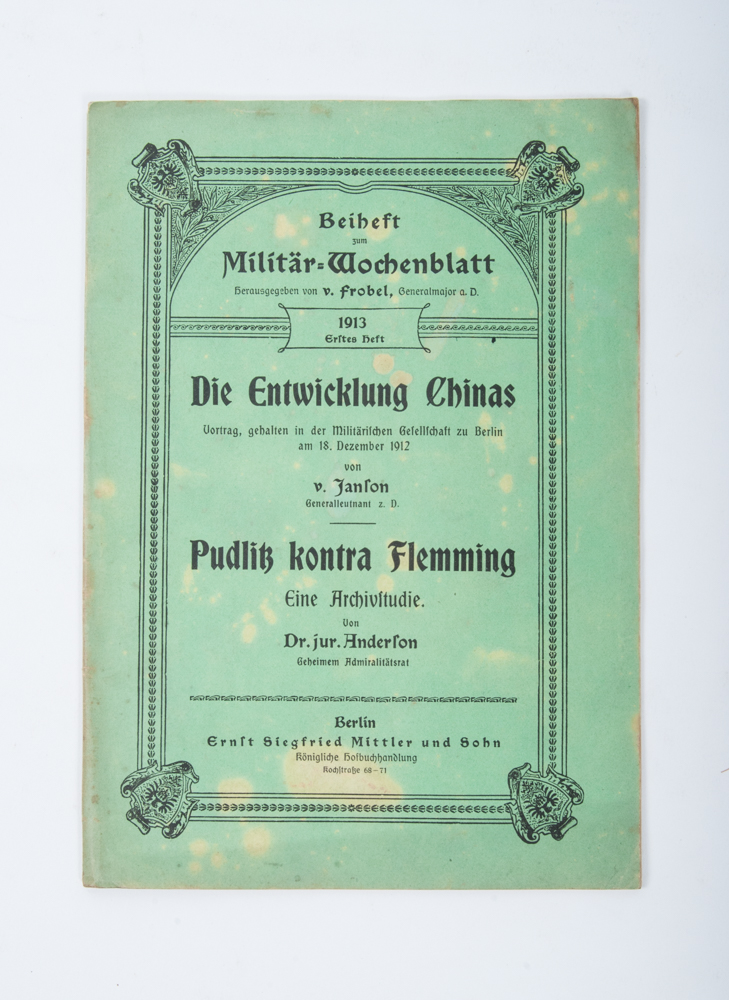 Beiheft
zum
Militär=Wochenblatt
Herausgegeben von v. Frobel, Generalmajor a. D.
1913
Erſtes Heft
Die Entwicklung Chinas
Vortrag, gehalten in der Militäriſchen Geſellſchaft zu Berlin
am 18. Dezember 1912
von
v. Janſon
Generalleutnant z. D.
Pudlitz kontra Flemming
Eine Archivſtudie.
Von
Dr. jur. Anderſon
Geheimem Admiralitätsrat
Berlin
Ernſt Siegfried Mittler und Sohn
Königliche Hofbuchhandlung
Kochſtraße 68–71